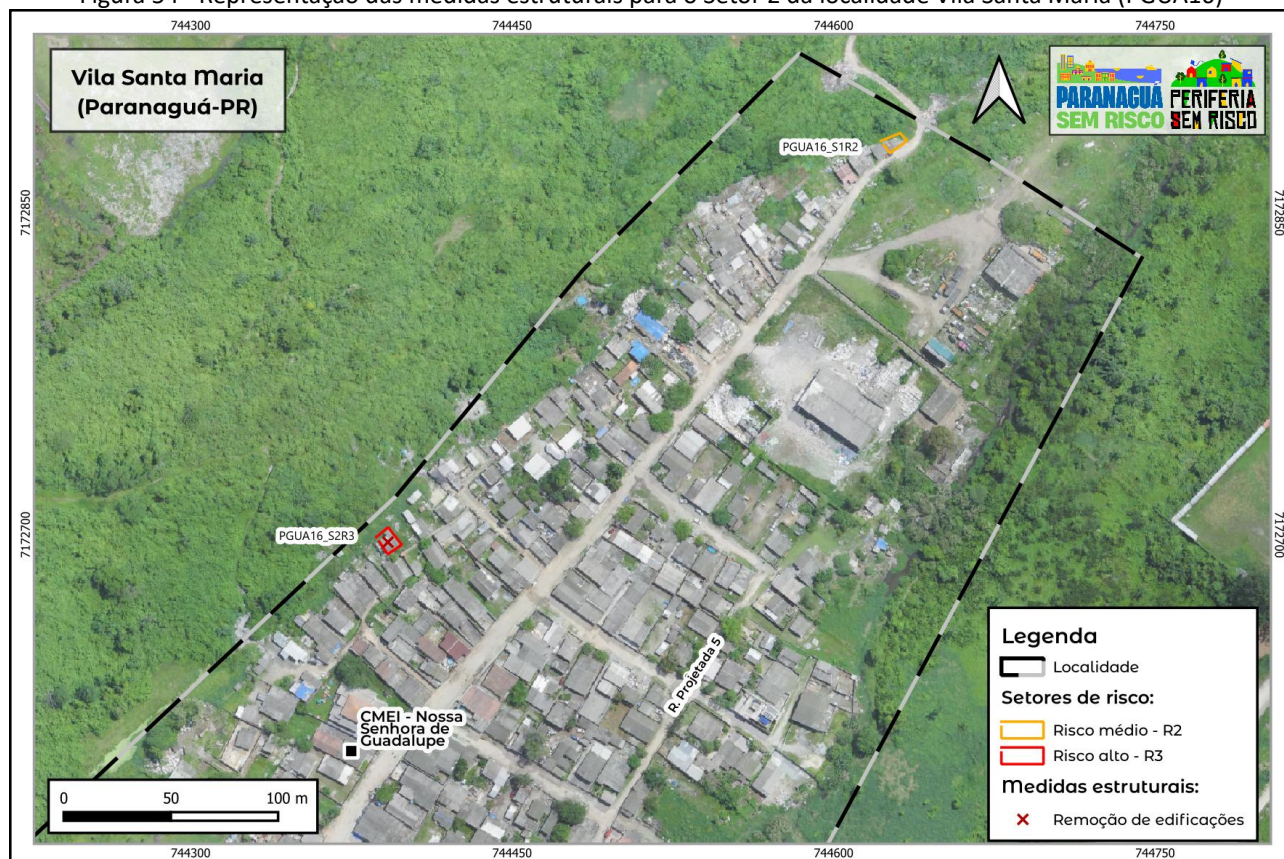 Figura 54 - Representação das medidas estruturais para o Setor 2 da localidade Vila Santa Maria (PGUA16)
744300 744450 744600 744750
Vila Santa Maria
(Paranaguá-PR)
PARANAGUÁ
SEM RISCO
PERIFERIA
SEM RISCO
PGUA16_S1R2
7172850 7172850
PGUA16_S2R3
7172700 7172700
R. Projetada 5
CMEI - Nossa
Senhora de
Guadalupe
Legenda
Localidade
Setores de risco:
Risco médio - R2
Risco alto - R3
Medidas estruturais:
Remoção de edificações
0 50 100 m
744300 744450 744600 744750